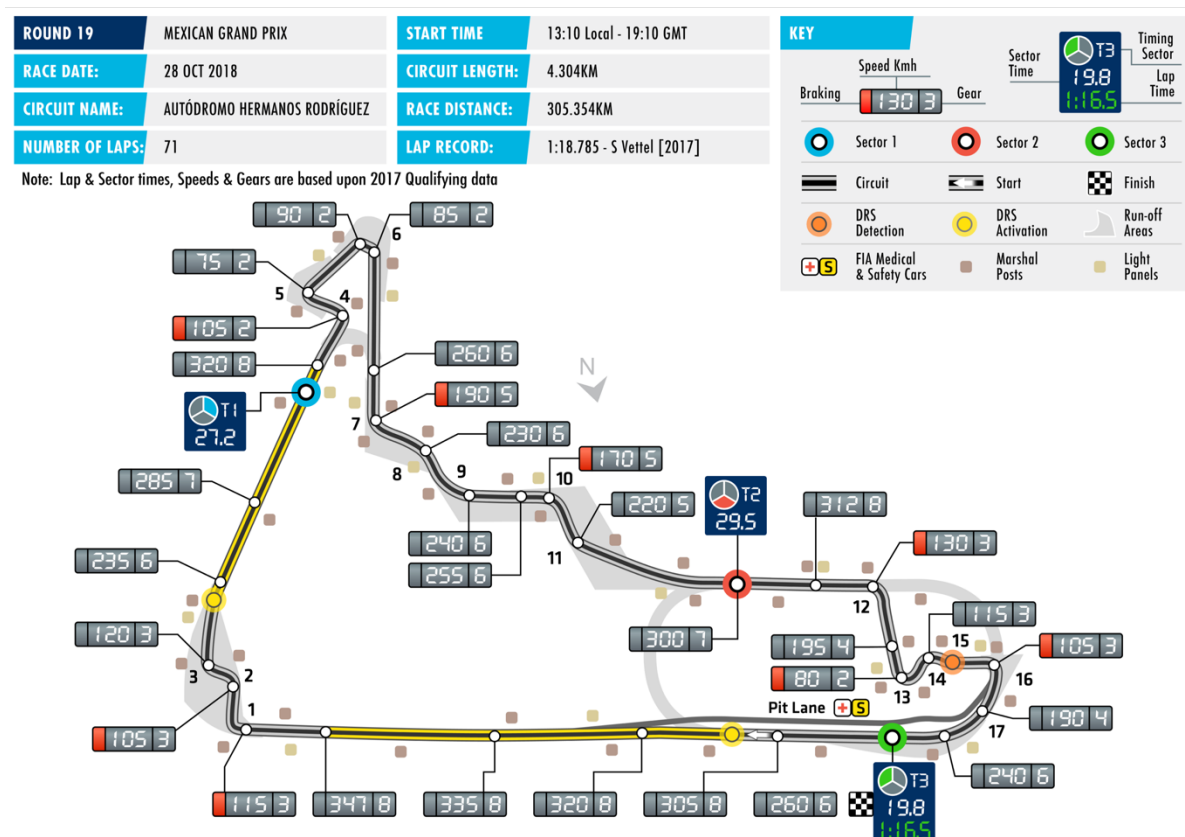 ROUND 19 MEXICAN GRAND PRIX
RACE DATE: 28 OCT 2018
CIRCUIT NAME: AUTÓDROMO HERMANOS RODRÍGUEZ
NUMBER OF LAPS: 71
START TIME 13:10 Local - 19:10 GMT
CIRCUIT LENGTH: 4.304KM
RACE DISTANCE: 305.354KM
LAP RECORD: 1:18.785 - S Vettel [2017]
Note: Lap & Sector times, Speeds & Gears are based upon 2017 Qualifying data
KEY
Speed Kmh
Braking 130 3 Gear
Sector Time
T3
19.8
1:16.5
Timing Sector
Lap Time
Sector 1
Sector 2
Sector 3
Circuit
Start
Finish
DRS Detection
DRS Activation
Run-off Areas
+ S FIA Medical & Safety Cars
Marshal Posts
Light Panels
90 2
85 2
6
75 2
5
4
105 2
320 8
T1
27.2
260 6
190 5
7
230 6
8
9
10
170 5
N
285 7
240 6
255 6
11
220 5
T2
29.5
312 8
130 3
12
235 6
300 7
195 4
115 3
15
105 3
120 3
3
2
80 2
13
14
16
1
Pit Lane + S
17
190 4
105 3
240 6
115 3
347 8
335 8
320 8
305 8
260 6
T3
19.8
1:16.5